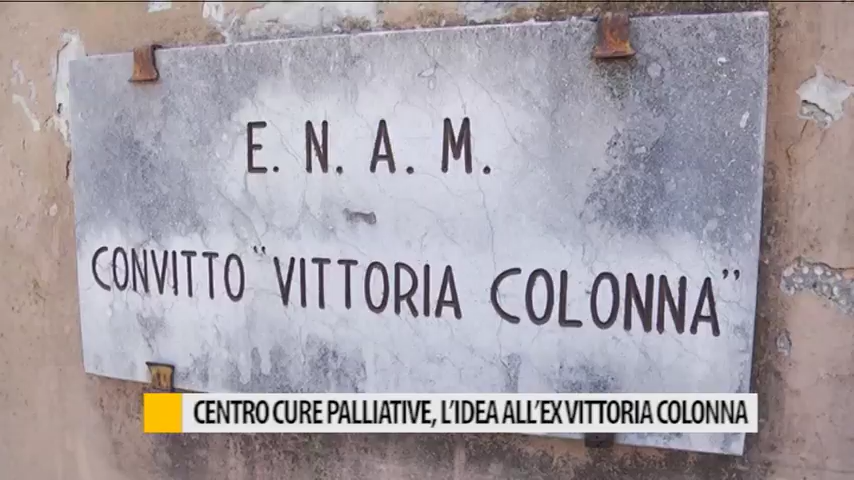 E. N. A. M.
CONVITTO "VITTORIA COLONNA"
CENTRO CURE PALLIATIVE, L'IDEA ALL'EX VITTORIA COLONNA